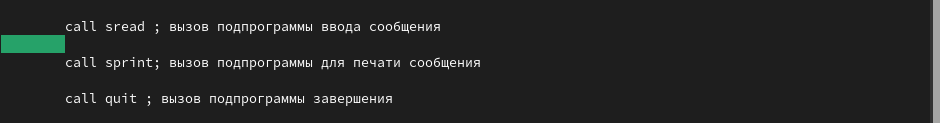 call sread ; вызов подпрограммы ввода сообщения
call sprint; вызов подпрограммы для печати сообщения
call quit ; вызов подпрограммы завершения